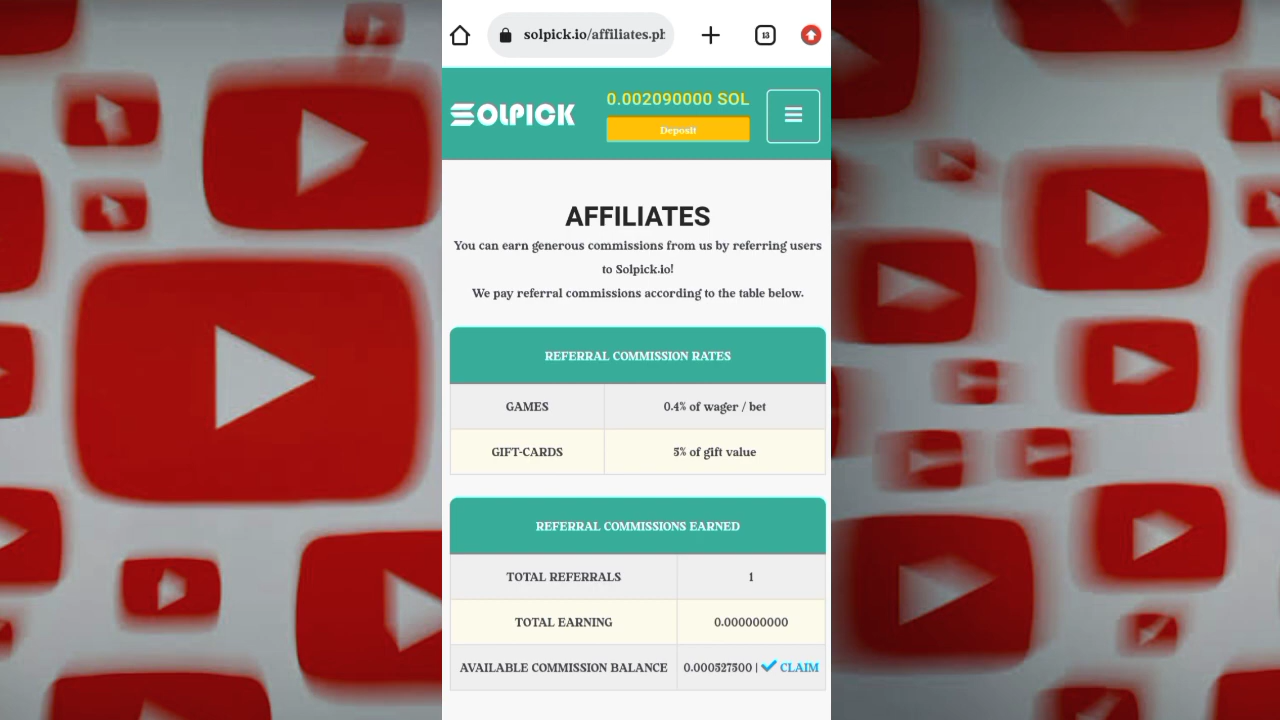 solpick.io/affiliates.ph
13
SOLPICK
0.002090000 SOL
Deposit
AFFILIATES
You can earn generous commissions from us by referring users
to Solpick.io!
We pay referral commissions according to the table below.
REFERRAL COMMISSION RATES
GAMES 0.4% of wager / bet
GIFT-CARDS 5% of gift value
REFERRAL COMMISSIONS EARNED
TOTAL REFERRALS 1
TOTAL EARNING 0.000000000
AVAILABLE COMMISSION BALANCE 0.000527500 | CLAIM